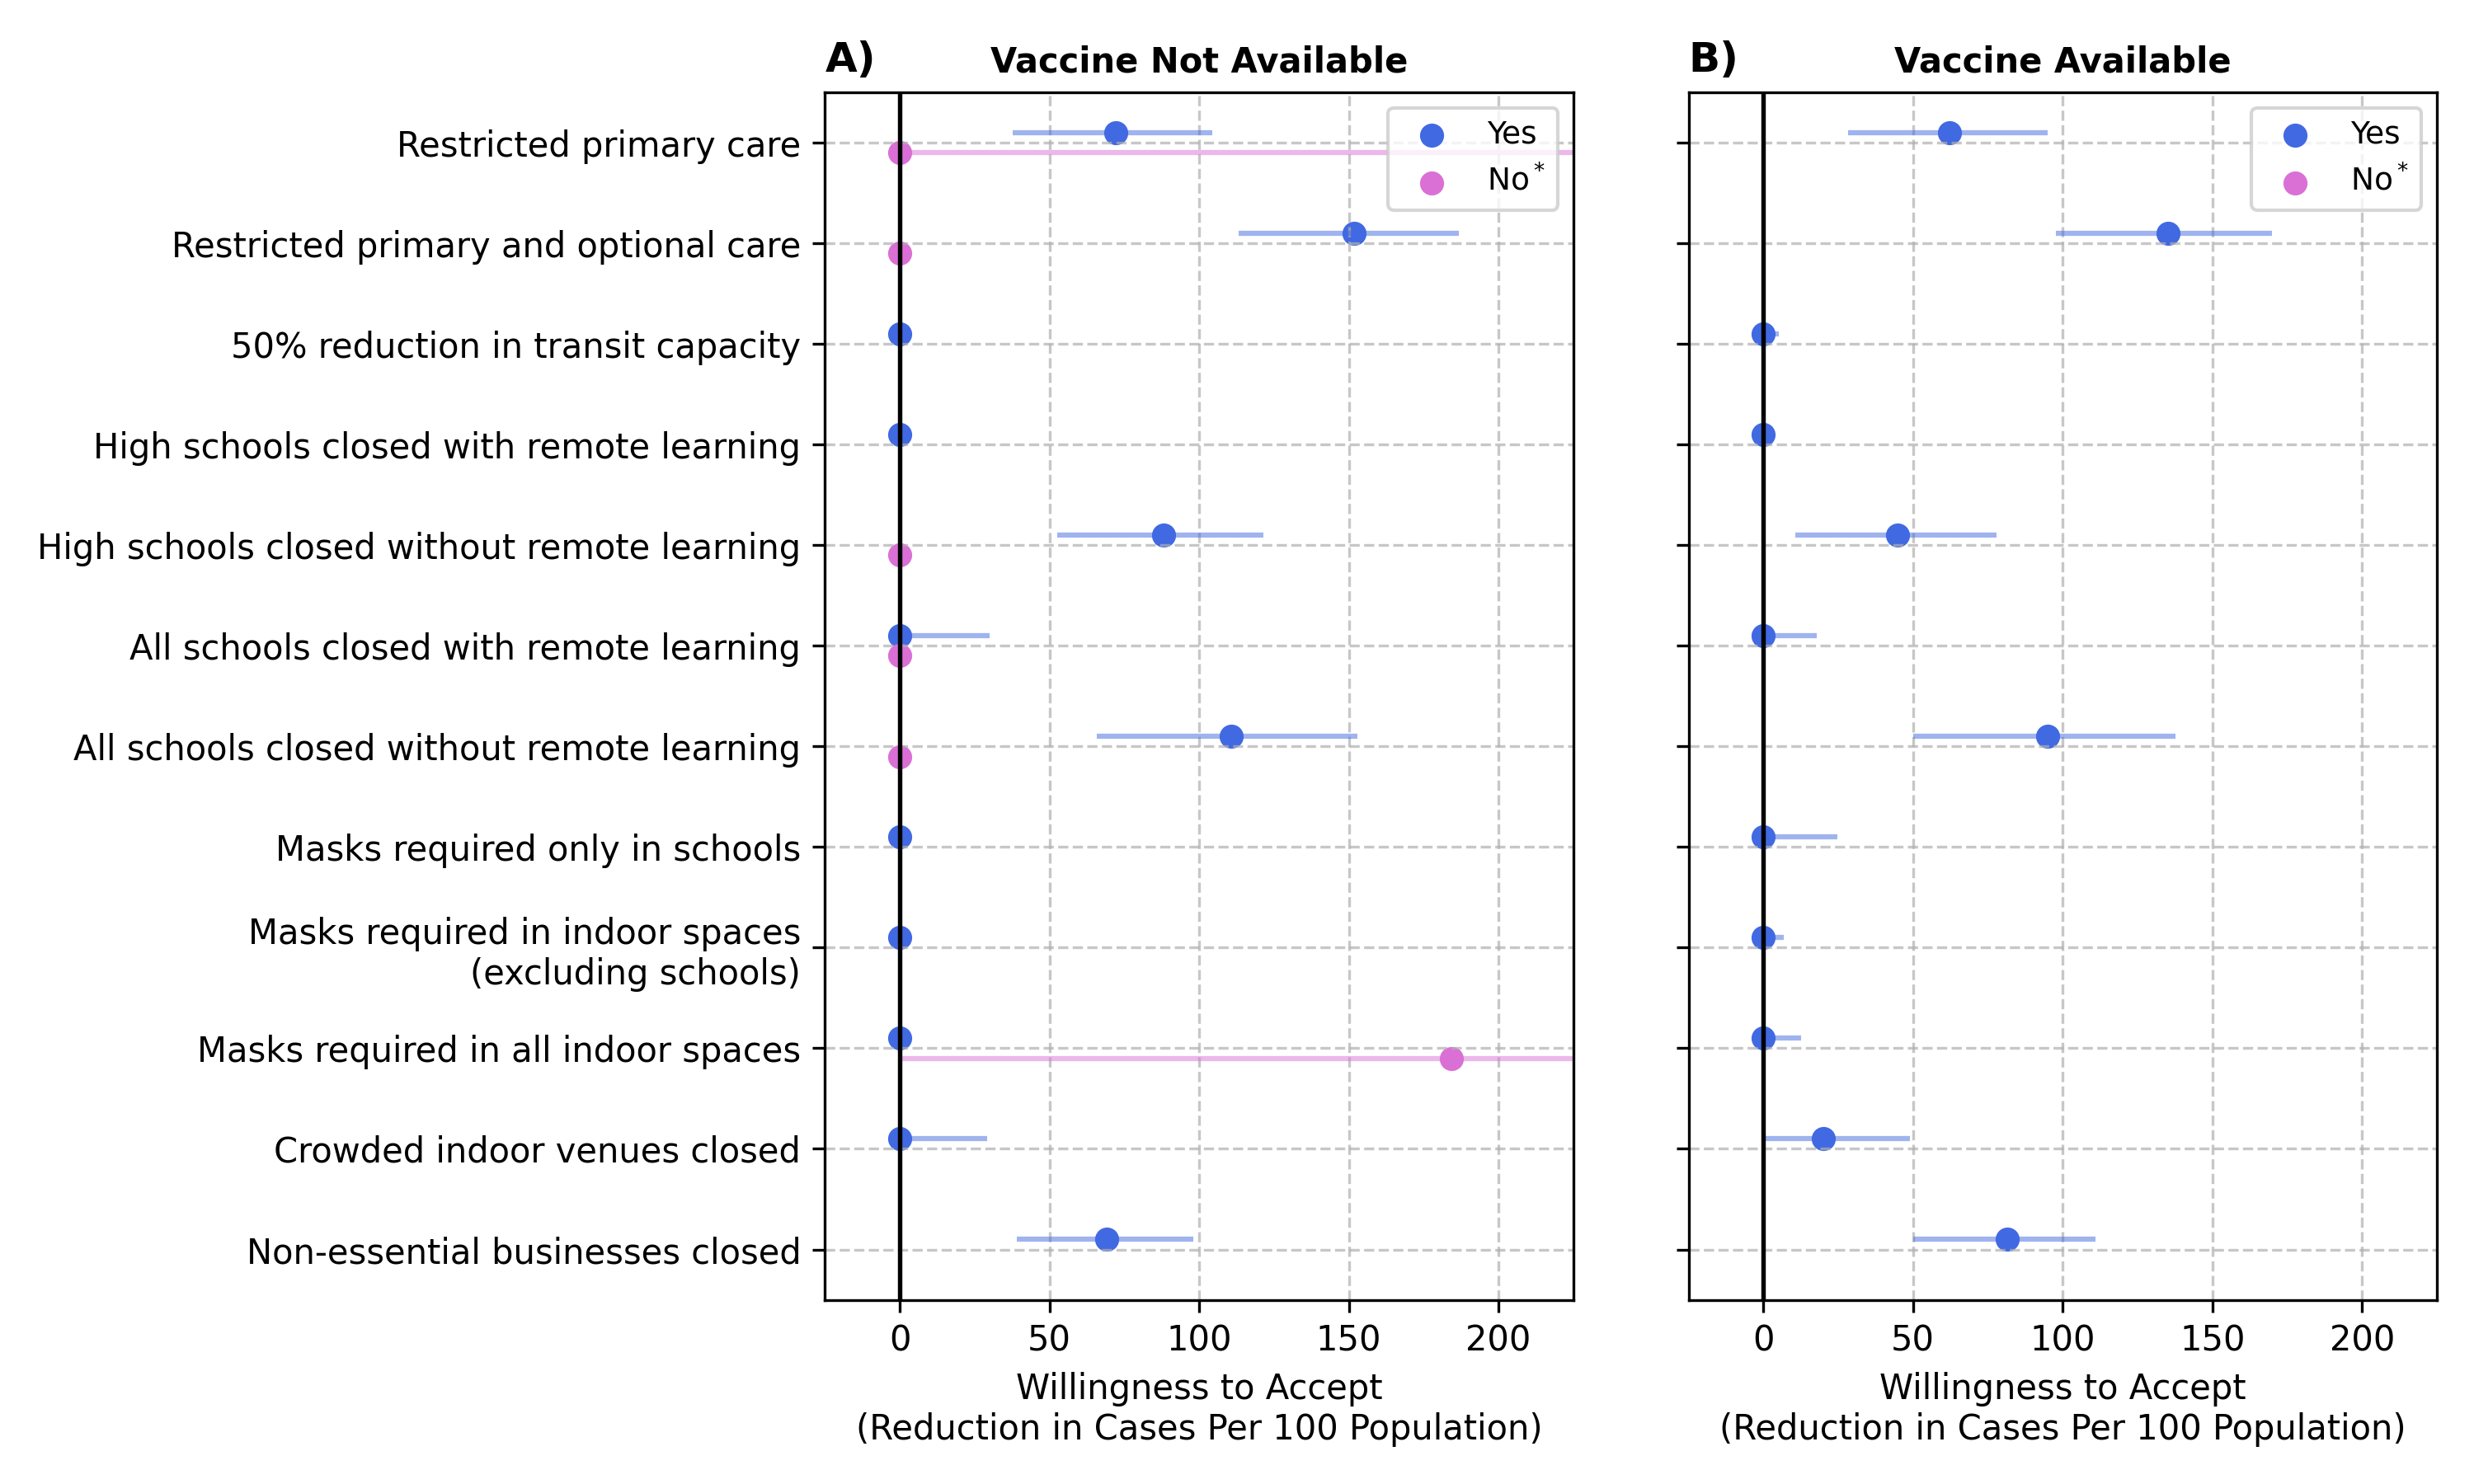 A) Vaccine Not Available
B) Vaccine Available
Yes
No*
Yes
No*
Restricted primary care
Restricted primary and optional care
50% reduction in transit capacity
High schools closed with remote learning
High schools closed without remote learning
All schools closed with remote learning
All schools closed without remote learning
Masks required only in schools
Masks required in indoor spaces
(excluding schools)
Masks required in all indoor spaces
Crowded indoor venues closed
Non-essential businesses closed
0 50 100 150 200
Willingness to Accept
(Reduction in Cases Per 100 Population)
0 50 100 150 200
Willingness to Accept
(Reduction in Cases Per 100 Population)